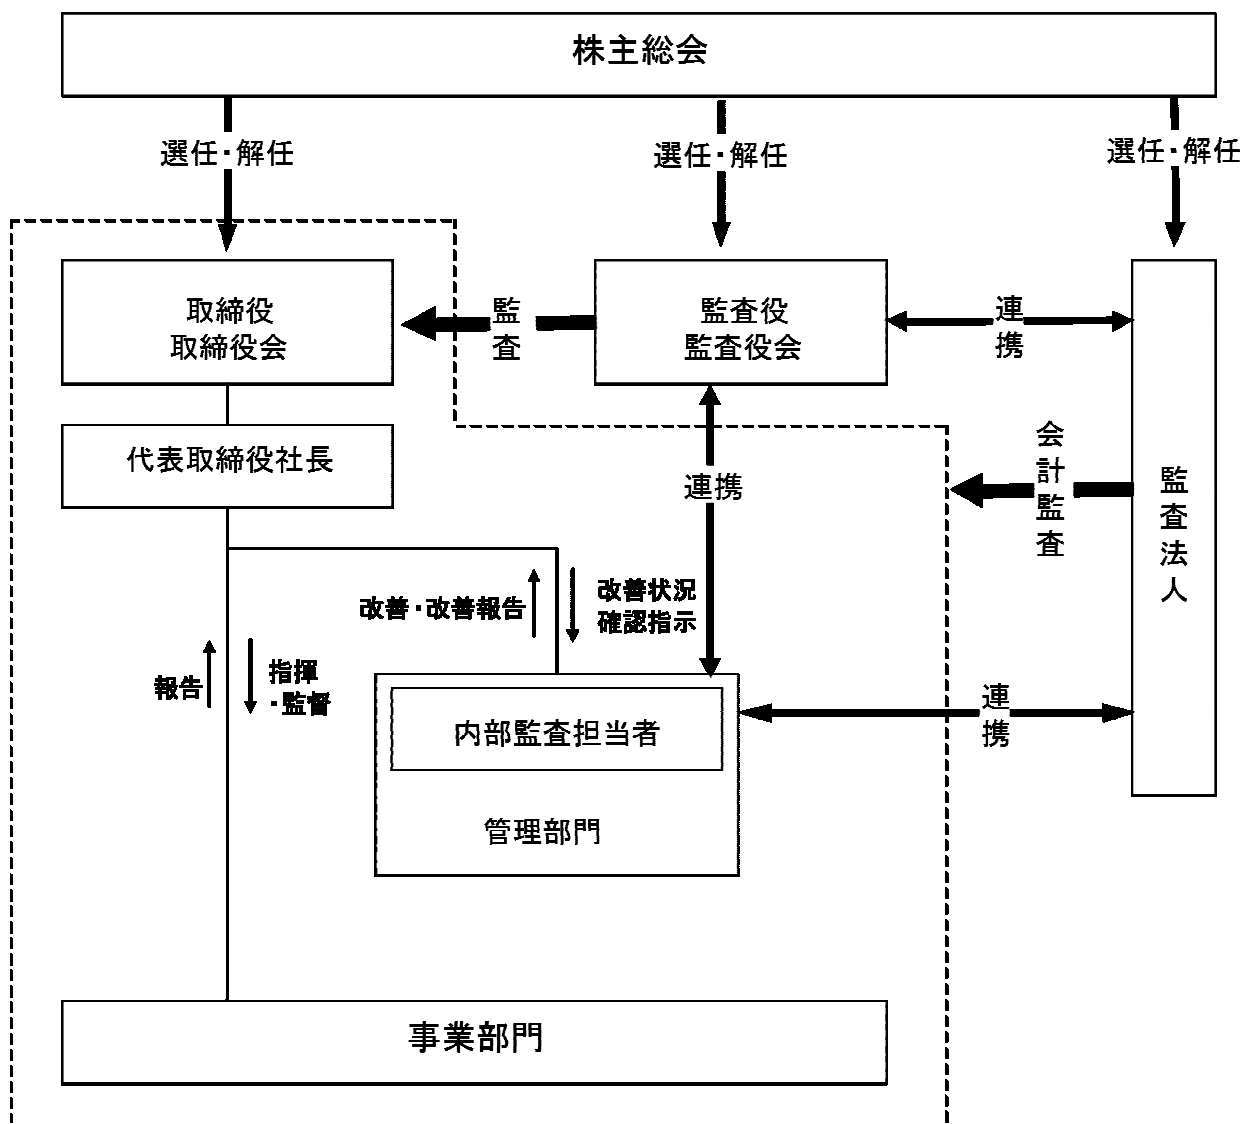 株主総会
選任・解任
選任・解任
選任・解任
取締役
取締役会
監査
監査役
監査役会
連携
代表取締役社長
連携
会計監査
監査法人
改善・改善報告
改善状況
確認指示
報告
指揮
・監督
内部監査担当者
連携
管理部門
事業部門